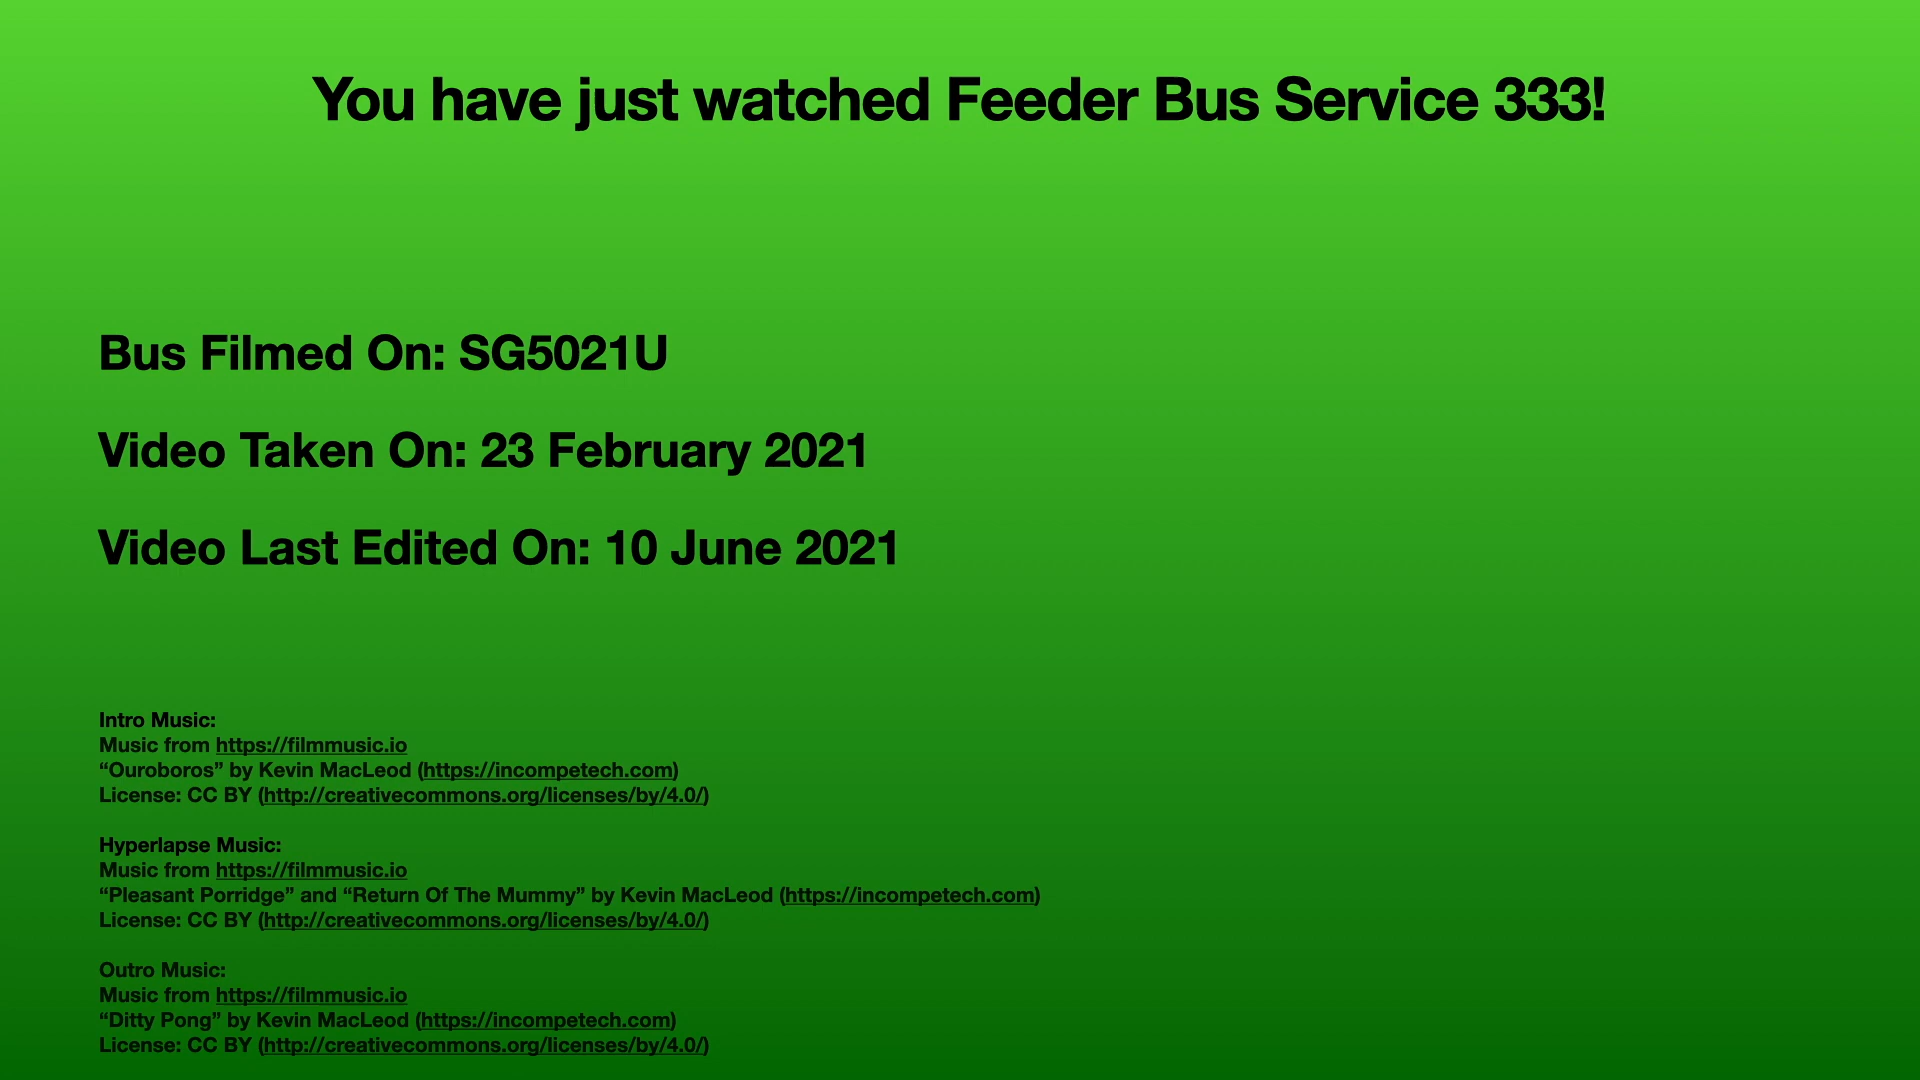 You have just watched Feeder Bus Service 333!
Bus Filmed On: SG5021U
Video Taken On: 23 February 2021
Video Last Edited On: 10 June 2021
Intro Music:
Music from https://filmmusic.io
“Ouroboros” by Kevin MacLeod (https://incompetech.com)
License: CC BY (http://creativecommons.org/licenses/by/4.0/)
Hyperlapse Music:
Music from https://filmmusic.io
“Pleasant Porridge” and “Return Of The Mummy” by Kevin MacLeod (https://incompetech.com)
License: CC BY (http://creativecommons.org/licenses/by/4.0/)
Outro Music:
Music from https://filmmusic.io
“Ditty Pong” by Kevin MacLeod (https://incompetech.com)
License: CC BY (http://creativecommons.org/licenses/by/4.0/)